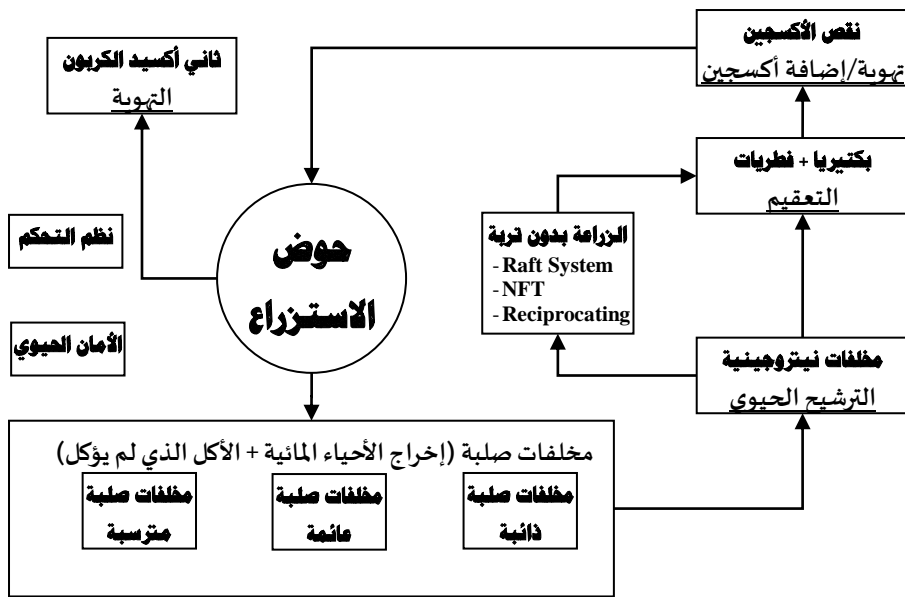 نقص الأكسجين
تهوية/إضافة أكسجين
ثاني أكسيد الكربون
التهوية
بكتيريا + فطريات
التعقيم
نظم التحكم
حوض
الاستزراع
الزراعة بدون تربة
- Raft System
- NFT
- Reciprocating
الأمان الحيوي
مخلفات نيتروجينية
الترشيح الحيوي
مخلفات صلبة (إخراج الأحياء المائية + الأكل الذي لم يؤكل)
مخلفات صلبة
ذائبة
مخلفات صلبة
عائمة
مخلفات صلبة
مترسبة